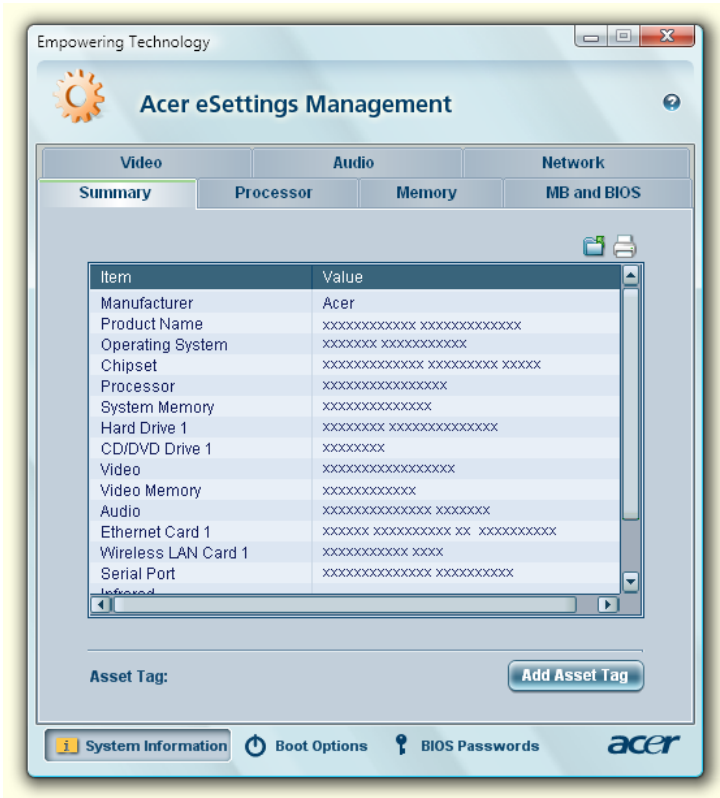 Empowering Technology
Acer eSettings Management
Video Audio Network
Summary Processor Memory MB and BIOS
Item Value
Manufacturer Acer
Product Name xxxxxxxxxxxx xxxxxxxxxxxxx
Operating System xxxxxxx xxxxxxxxxxx
Chipset xxxxxxxxxxxxx xxxxxxxxx xxxxx
Processor xxxxxxxxxxxxxxxx
System Memory xxxxxxxxxxxxxx
Hard Drive 1 xxxxxxxx xxxxxxxxxxxxxx
CD/DVD Drive 1 xxxxxxxx
Video xxxxxxxxxxxxxxxxx
Video Memory xxxxxxxxxxxx
Audio xxxxxxxxxxxxxx xxxxxxx
Ethernet Card 1 xxxxxx xxxxxxxxxx xx xxxxxxxxxx
Wireless LAN Card 1 xxxxxxxxxxx xxxx
Serial Port xxxxxxxxxxxxxx xxxxxxxxxx
Infrared
Asset Tag: Add Asset Tag
System Information Boot Options BIOS Passwords acer